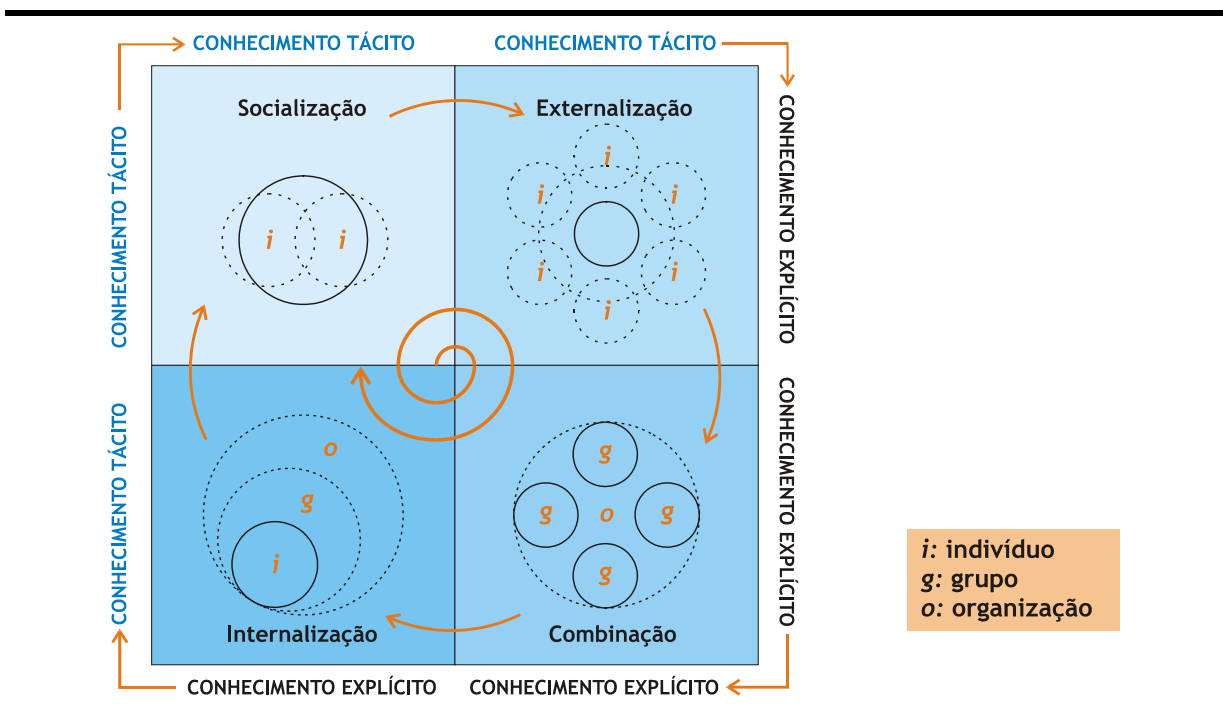 CONHECIMENTO TÁCITO
CONHECIMENTO TÁCITO
CONHECIMENTO TÁCITO
Socialização
i
i
Externalização
i
i
i
i
i
i
CONHECIMENTO EXPLÍCITO
CONHECIMENTO TÁCITO
o
g
i
Internalização
g
g
o
g
g
Combinação
CONHECIMENTO EXPLÍCITO
CONHECIMENTO EXPLÍCITO
CONHECIMENTO EXPLÍCITO
i: indivíduo
g: grupo
o: organização